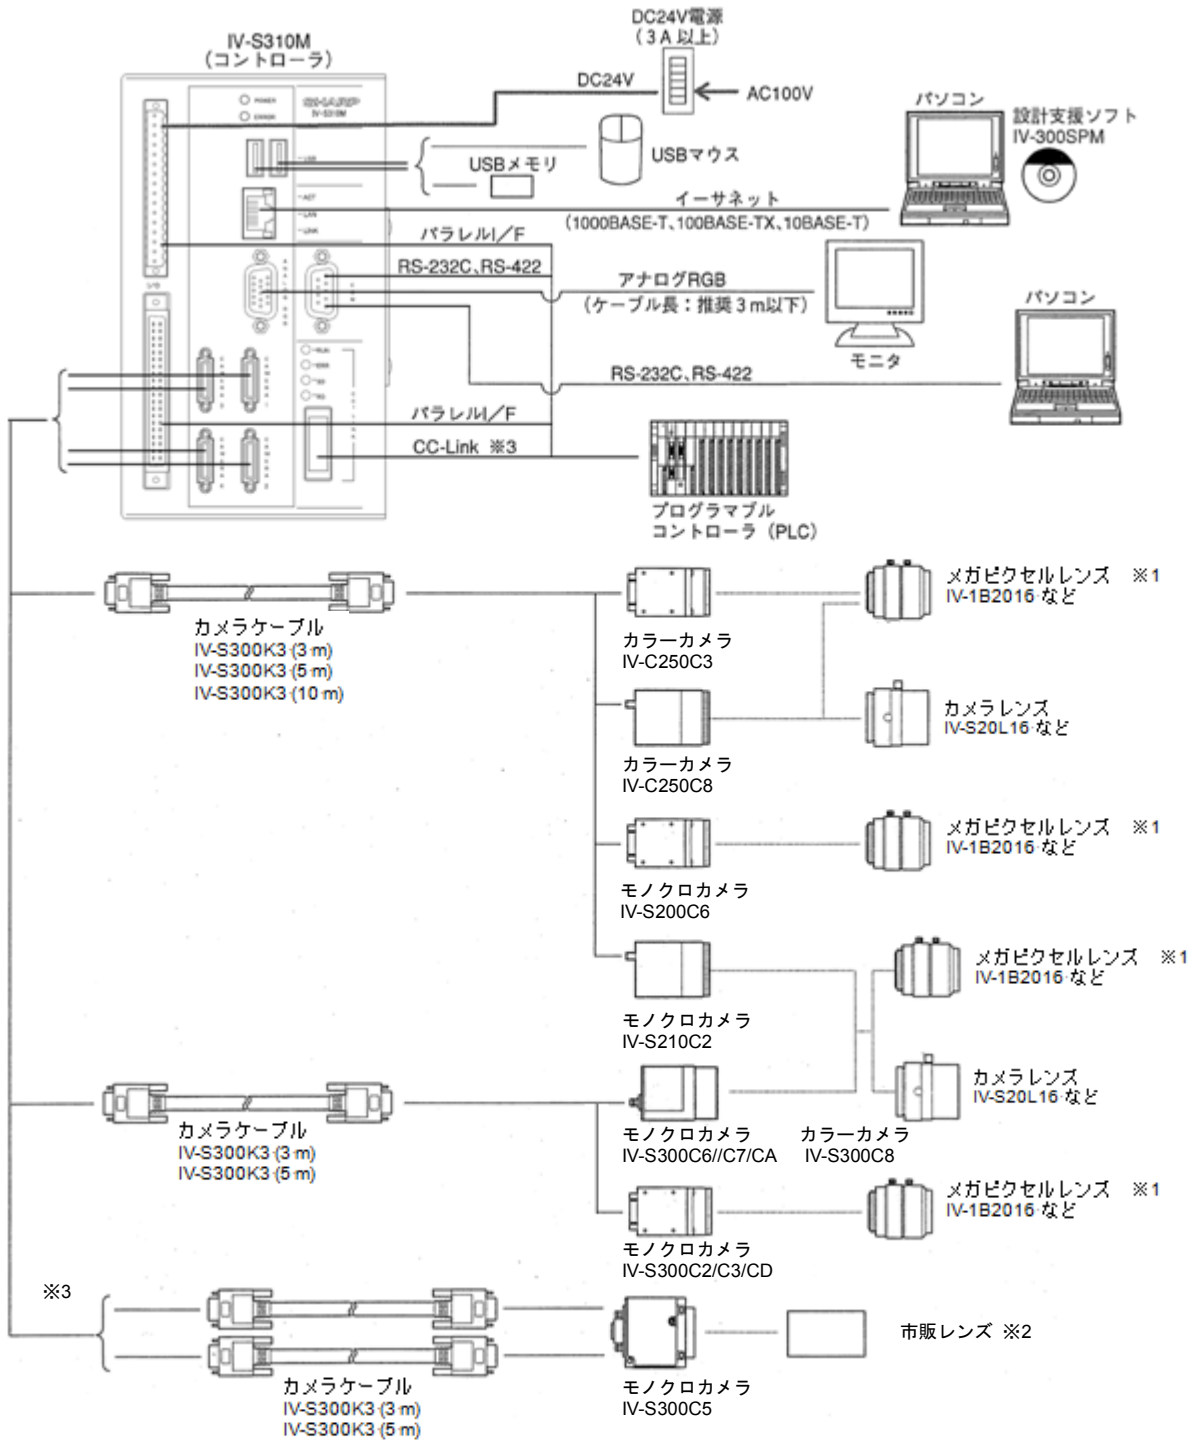 DC24V電源
(3A以上)
IV-S310M
(コントローラ)
DC24V
AC100V
パソコン
設計支援ソフト
IV-300SPM
POWER
ERROR
SHARP
IV-S310M
USB
USBメモリ
USBマウス
ACT
LAN
LINK
イーサネット
(1000BASE-T、100BASE-TX、10BASE-T)
パラレルI/F
RS-232C、RS-422
I/O
アナログRGB
(ケーブル長:推奨3m以下)
モニタ
パソコン
RUN
ERR
SD
RD
RS-232C、RS-422
パラレルI/F
CC-Link ※3
プログラマブル
コントローラ (PLC)
カメラケーブル
IV-S300K3 (3 m)
IV-S300K3 (5 m)
IV-S300K3 (10 m)
カラーカメラ
IV-C250C3
メガピクセルレンズ ※1
IV-1B2016 など
カラーカメラ
IV-C250C8
カメラレンズ
IV-S20L16 など
モノクロカメラ
IV-S200C6
メガピクセルレンズ ※1
IV-1B2016 など
モノクロカメラ
IV-S210C2
メガピクセルレンズ ※1
IV-1B2016 など
カメラケーブル
IV-S300K3 (3 m)
IV-S300K3 (5 m)
モノクロカメラ
IV-S300C6//C7/CA
カラーカメラ
IV-S300C8
カメラレンズ
IV-S20L16 など
モノクロカメラ
IV-S300C2/C3/CD
メガピクセルレンズ ※1
IV-1B2016 など
※3
カメラケーブル
IV-S300K3 (3 m)
IV-S300K3 (5 m)
モノクロカメラ
IV-S300C5
市販レンズ ※2